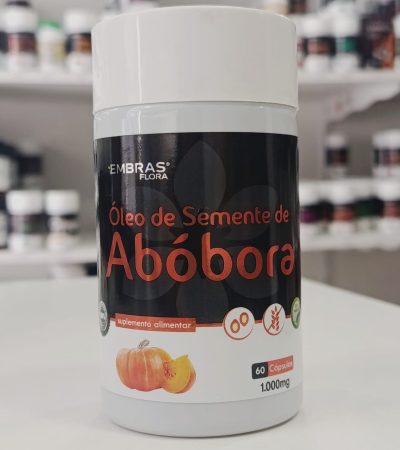 EMBRAS®
FLORA
Óleo de Semente de
Abóbora
suplemento alimentar
60 Cápsulas
1.000mg